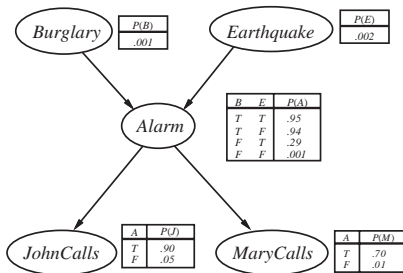 Burglary
P(B)
.001
Earthquake
P(E)
.002
Alarm
B E P(A)
T T .95
T F .94
F T .29
F F .001
JohnCalls
A P(J)
T .90
F .05
MaryCalls
A P(M)
T .70
F .01